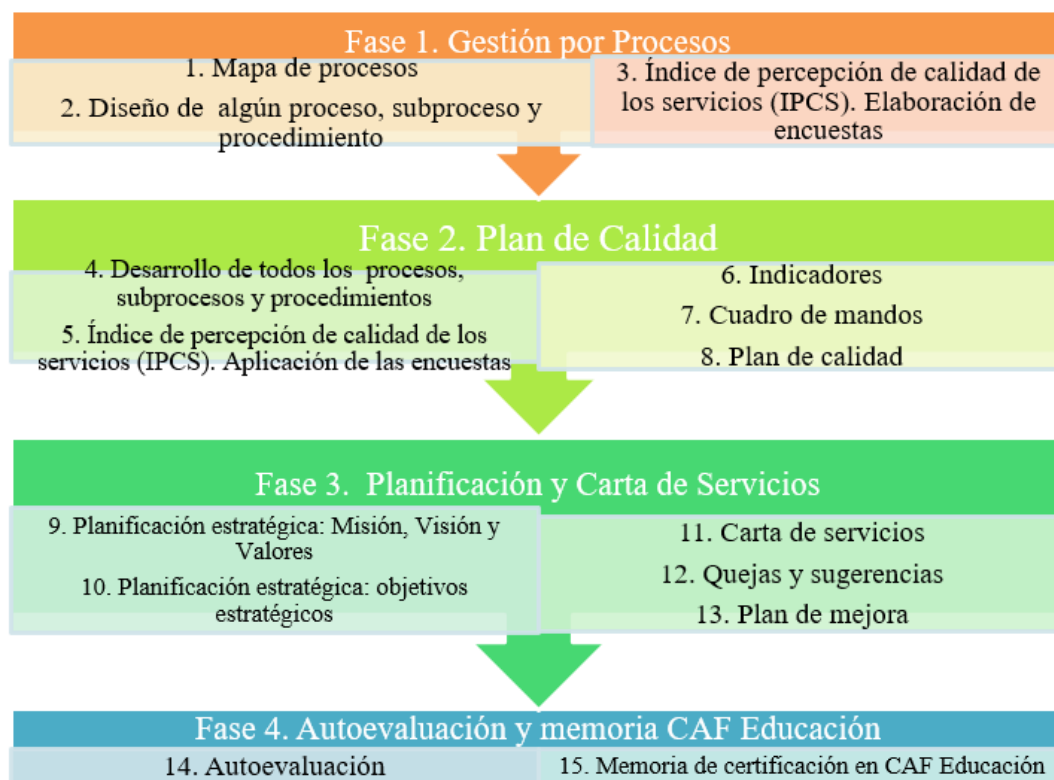 Fase 1. Gestión por Procesos
1. Mapa de procesos
2. Diseño de algún proceso, subproceso y
procedimiento
3. Índice de percepción de calidad de
los servicios (IPCS). Elaboración de
encuestas
Fase 2. Plan de Calidad
4. Desarrollo de todos los procesos,
subprocesos y procedimientos
5. Índice de percepción de calidad de los
servicios (IPCS). Aplicación de las encuestas
6. Indicadores
7. Cuadro de mandos
8. Plan de calidad
Fase 3. Planificación y Carta de Servicios
9. Planificación estratégica: Misión, Visión y
Valores
10. Planificación estratégica: objetivos
estratégicos
11. Carta de servicios
12. Quejas y sugerencias
13. Plan de mejora
Fase 4. Autoevaluación y memoria CAF Educación
14. Autoevaluación
15. Memoria de certificación en CAF Educación